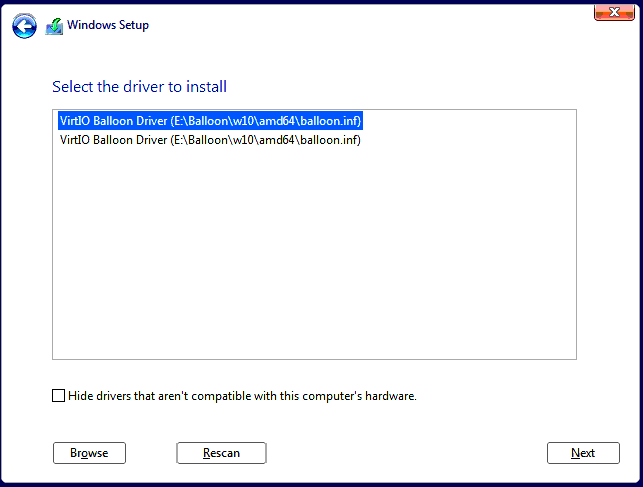 Windows Setup
Select the driver to install
VirtIO Balloon Driver (E:\Balloon\w10\amd64\balloon.inf)
VirtIO Balloon Driver (E:\Balloon\w10\amd64\balloon.inf)
Hide drivers that aren't compatible with this computer's hardware.
Browse
Rescan
Next